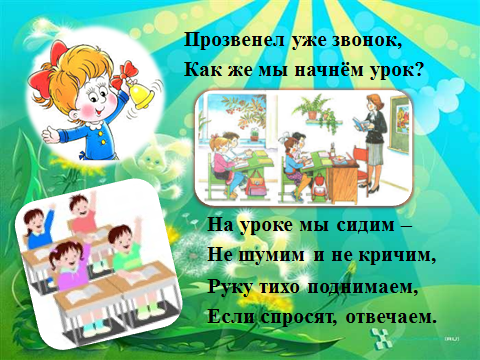 Прозвенел уже звонок,
Как же мы начнём урок?
На уроке мы сидим –
Не шумим и не кричим,
Руку тихо поднимаем,
Если спросят, отвечаем.